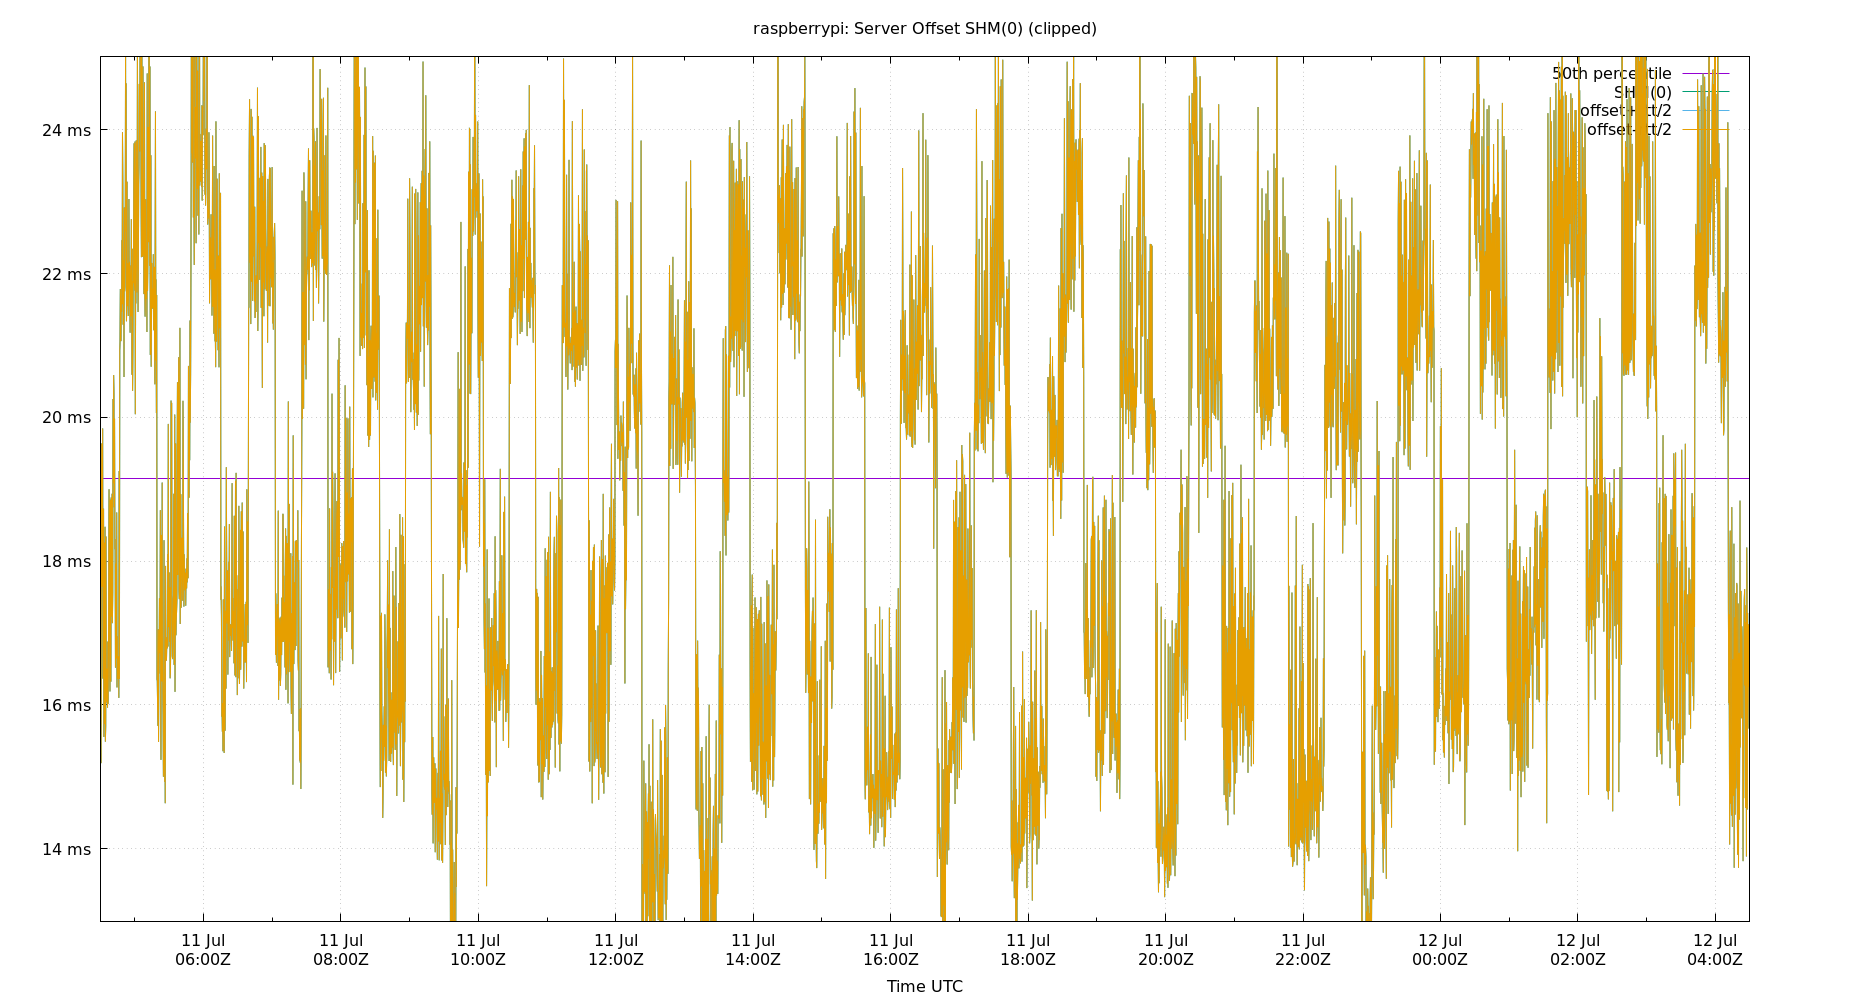 raspberrypi: Server Offset SHM(0) (clipped)
24 ms
22 ms
20 ms
18 ms
16 ms
14 ms
50th percentile
SHM(0)
offset+rtt/2
offset-rtt/2
11 Jul 11 Jul 11 Jul 11 Jul 11 Jul 11 Jul 11 Jul 11 Jul 11 Jul 12 Jul 12 Jul 12 Jul
06:00Z 08:00Z 10:00Z 12:00Z 14:00Z 16:00Z 18:00Z 20:00Z 22:00Z 00:00Z 02:00Z 04:00Z
Time UTC